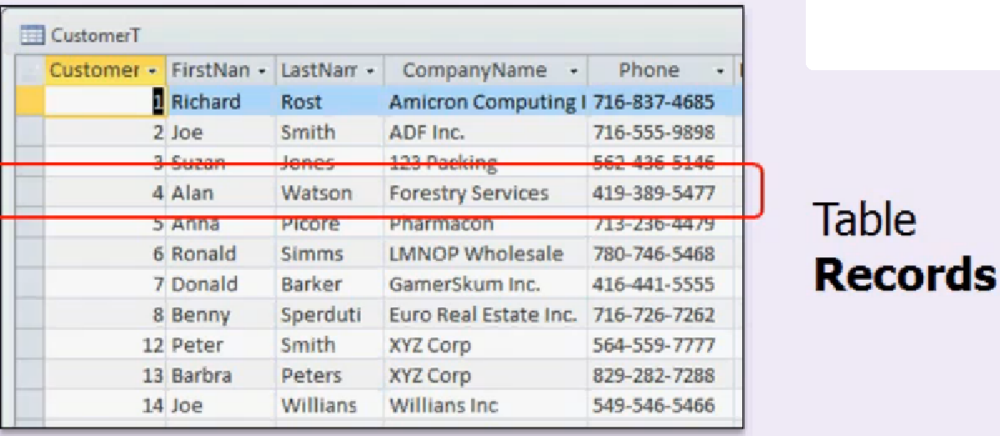 CustomerT
Customer FirstNan LastNarr CompanyName Phone
1 Richard Rost Amicron Computing I 716-837-4685
2 Joe Smith ADF Inc. 716-555-9898
3 Suzan Jones 123 Packing 562-436-5146
4 Alan Watson Forestry Services 419-389-5477
5 Anna Picore Pharmacon 713-236-4479
6 Ronald Simms LMNOP Wholesale 780-746-5468
7 Donald Barker GamerSkum Inc. 416-441-5555
8 Benny Sperduti Euro Real Estate Inc. 716-726-7262
12 Peter Smith XYZ Corp 564-559-7777
13 Barbra Peters XYZ Corp 829-282-7288
14 Joe Willians Willians Inc 549-546-5466
Table
Records